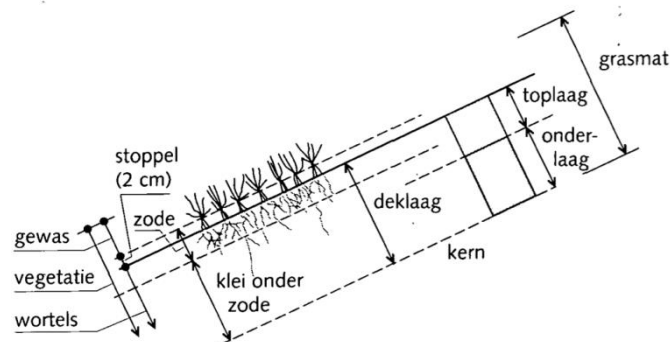 grasmat
toplaag
onder-
laag
stoppel
(2 cm)
zode
deklaag
gewas
kern
vegetatie
klei onder
zode
wortels